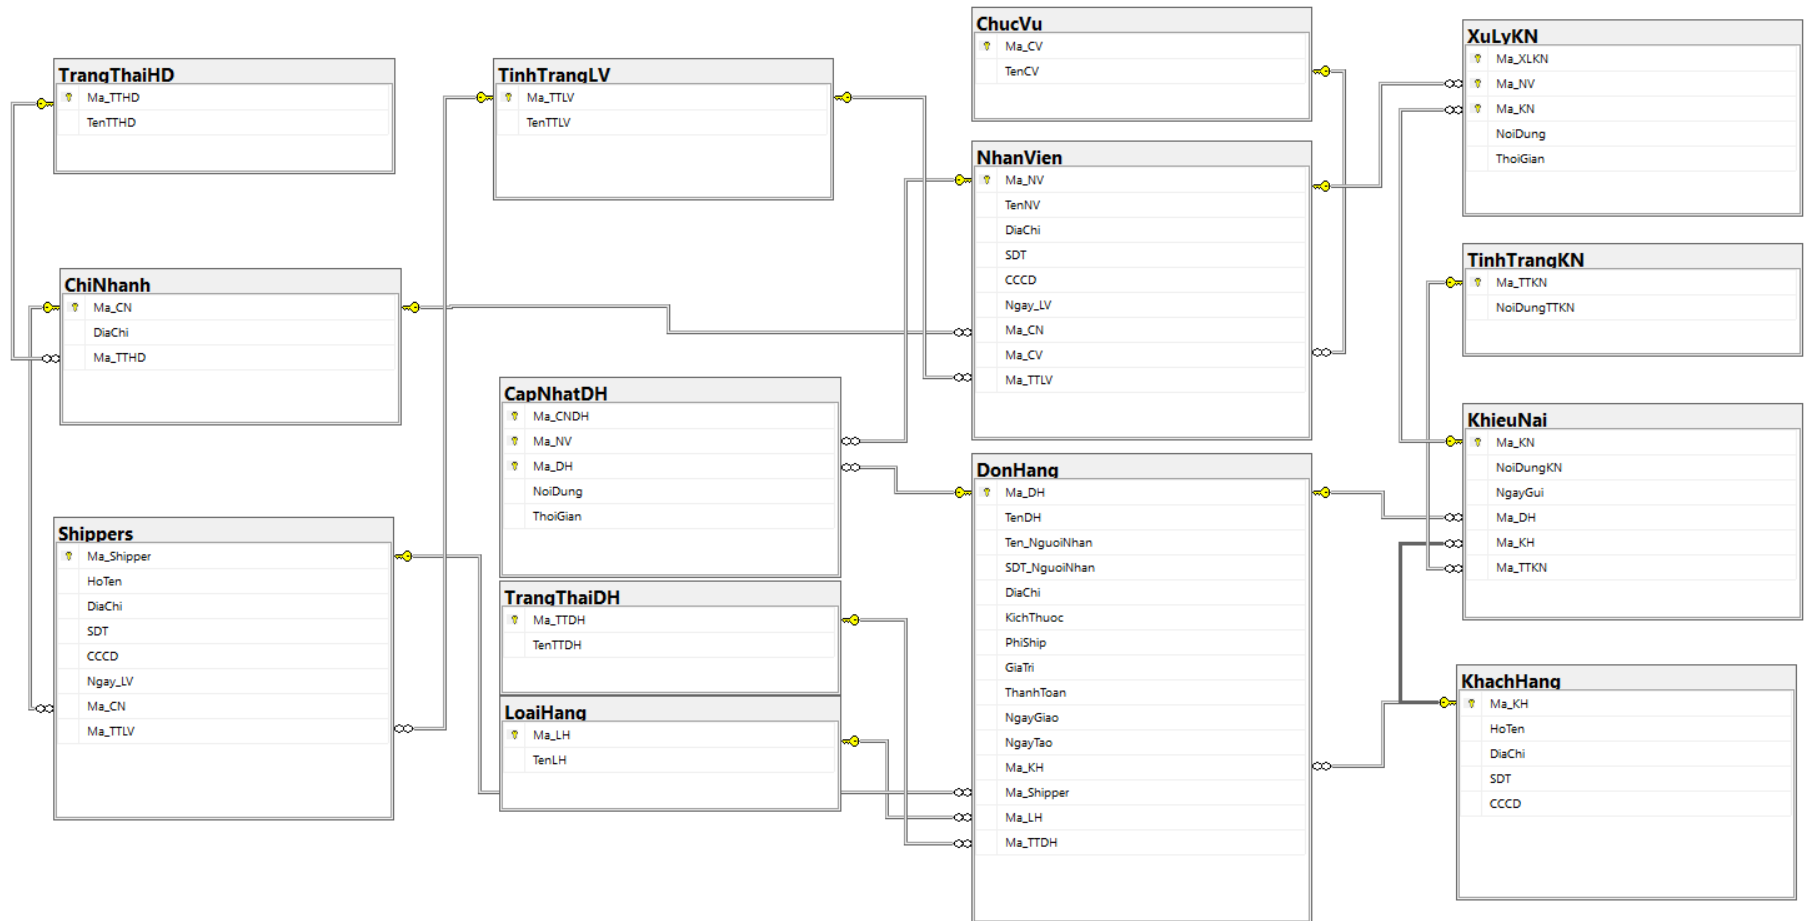 TrangThaiHD
Ma_TTHD
TenTTHD
TinhTrangLV
Ma_TTLV
TenTTLV
ChucVu
Ma_CV
TenCV
XuLyKN
Ma_XLKN
Ma_NV
Ma_KN
NoiDung
ThoiGian
ChiNhanh
Ma_CN
DiaChi
Ma_TTHD
NhanVien
Ma_NV
TenNV
DiaChi
SDT
CCCD
Ngay_LV
Ma_CN
Ma_CV
Ma_TTLV
TinhTrangKN
Ma_TTKN
NoiDungTTKN
CapNhatDH
Ma_CNDH
Ma_NV
Ma_DH
NoiDung
ThoiGian
KhieuNai
Ma_KN
NoiDungKN
NgayGui
Ma_DH
Ma_KH
Ma_TTKN
Shippers
Ma_Shipper
HoTen
DiaChi
SDT
CCCD
Ngay_LV
Ma_CN
Ma_TTLV
TrangThaiDH
Ma_TTDH
TenTTDH
LoaiHang
Ma_LH
TenLH
DonHang
Ma_DH
TenDH
Ten_NguoiNhan
SDT_NguoiNhan
DiaChi
KichThuoc
PhiShip
GiaTri
ThanhToan
NgayGiao
NgayTao
Ma_KH
Ma_Shipper
Ma_LH
Ma_TTDH
KhachHang
Ma_KH
HoTen
DiaChi
SDT
CCCD